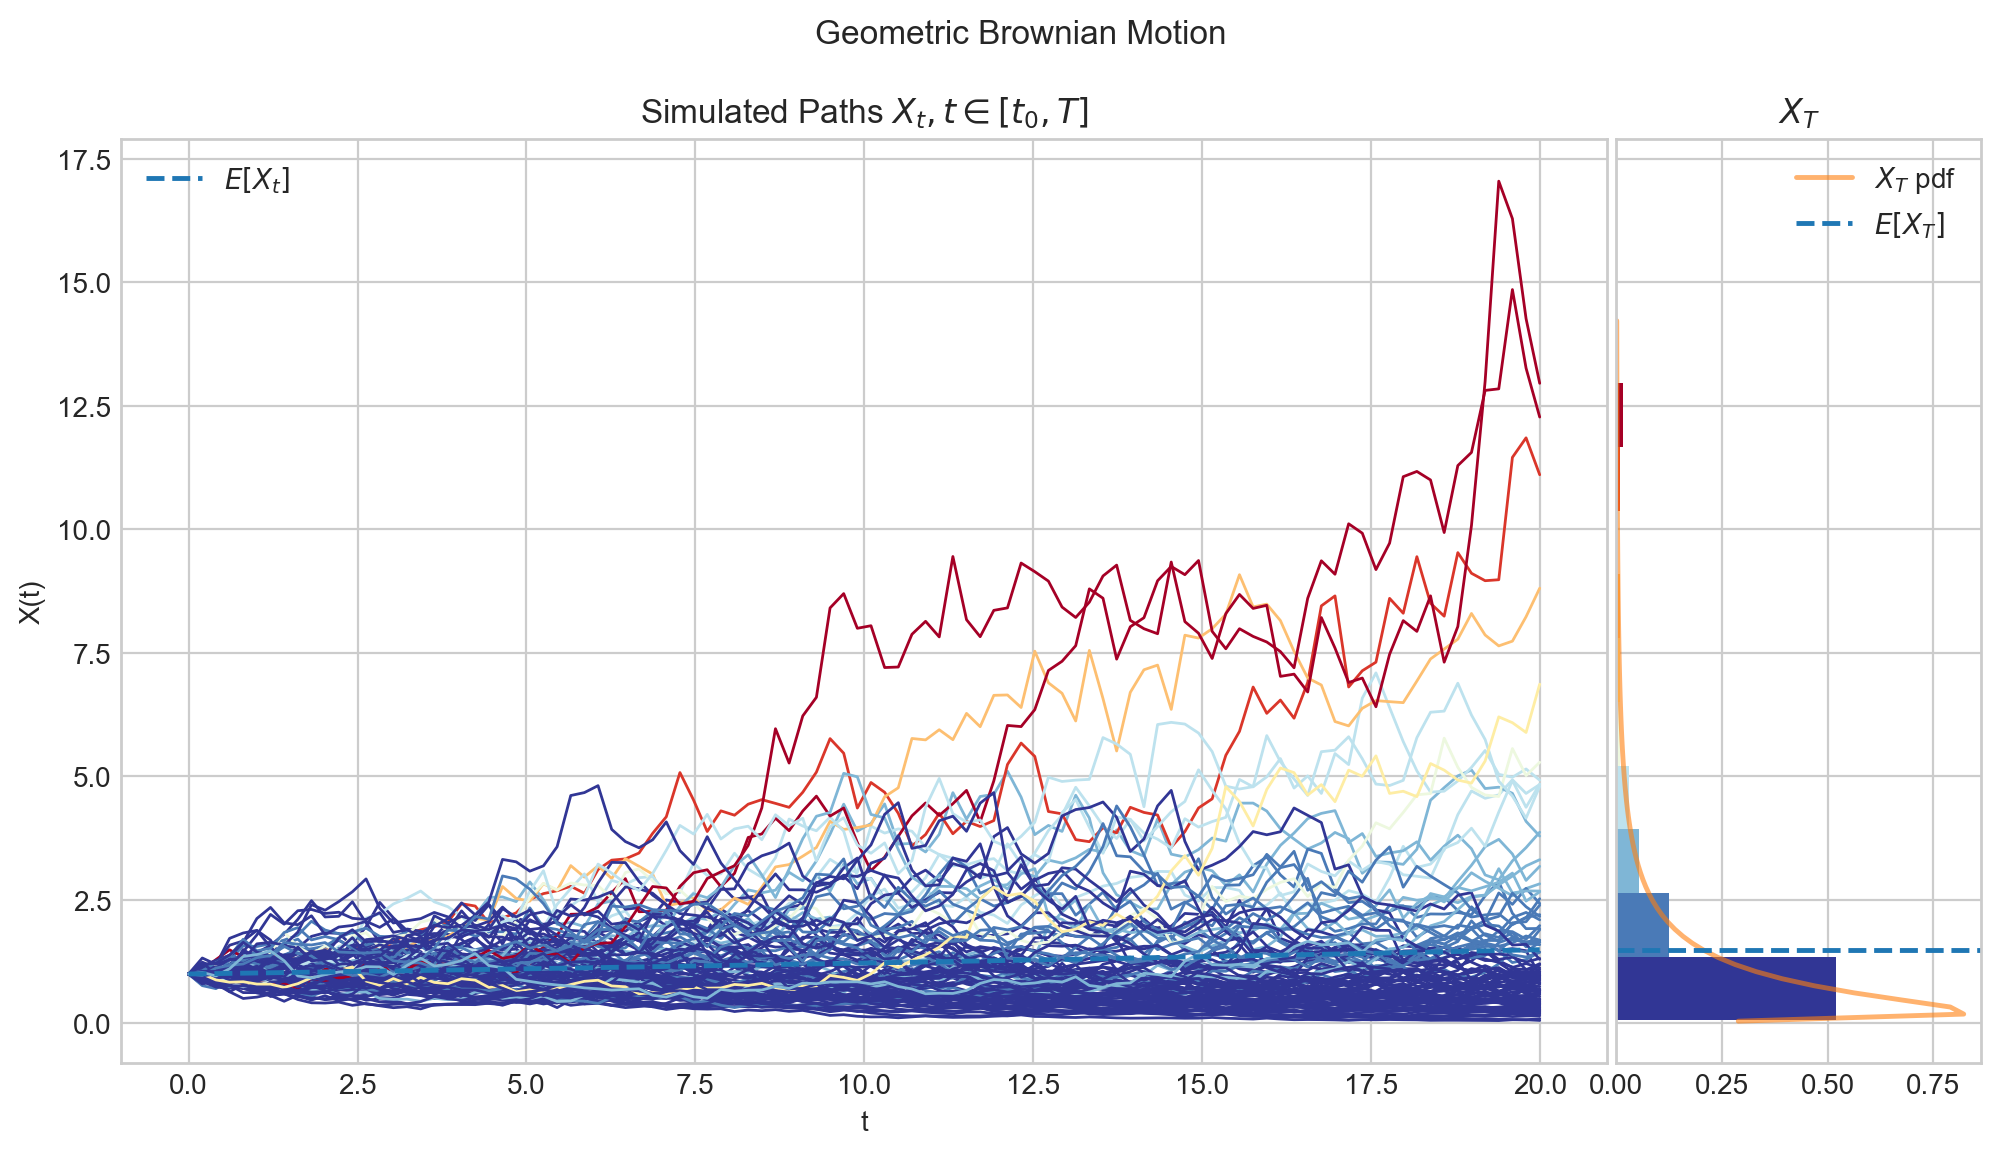 Geometric Brownian Motion
Simulated Paths $X_t, t \in [t_0, T]$
$X_T$
$E[X_t]$
$X_T$ pdf
$E[X_T]$
17.5
15.0
12.5
10.0
7.5
5.0
2.5
0.0
X(t)
0.0 2.5 5.0 7.5 10.0 12.5 15.0 17.5 20.0
0.00 0.25 0.50 0.75
t